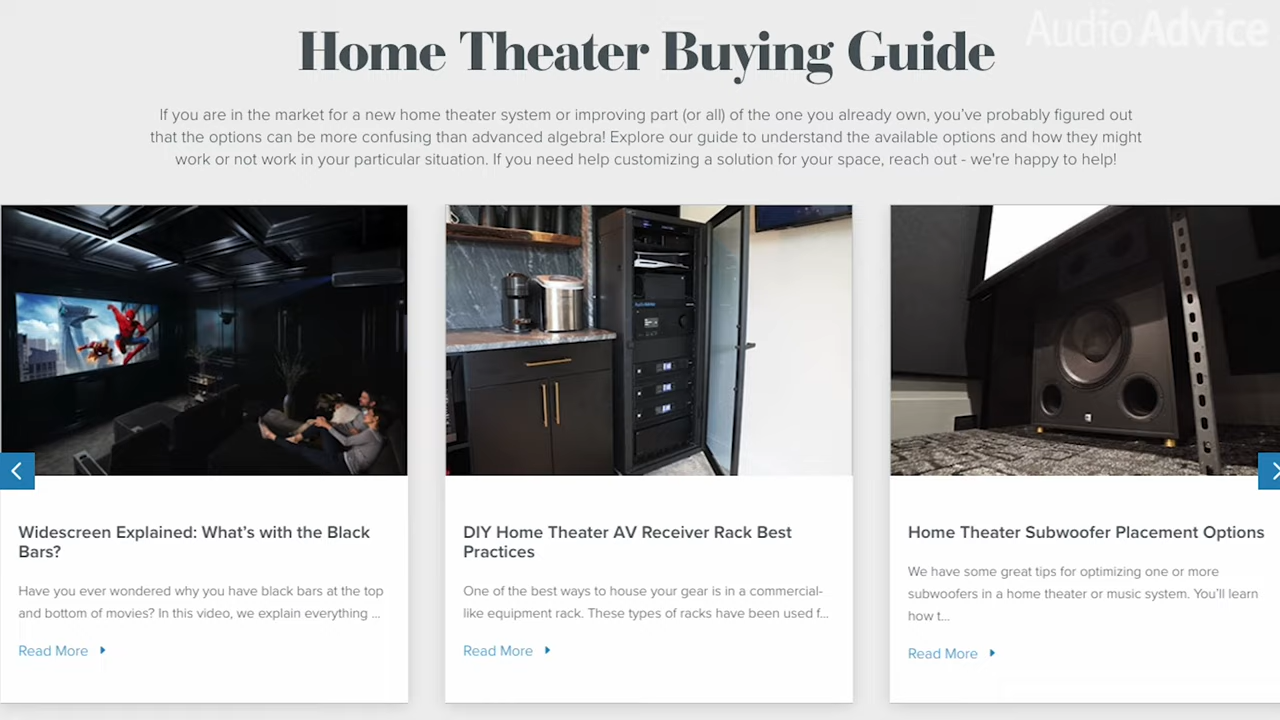 Audio Advice
Home Theater Buying Guide
If you are in the market for a new home theater system or improving part (or all) of the one you already own, you've probably figured out
that the options can be more confusing than advanced algebra! Explore our guide to understand the available options and how they might
work or not work in your particular situation. If you need help customizing a solution for your space, reach out - we're happy to help!
Widescreen Explained: What's with the Black
Bars?
Have you ever wondered why you have black bars at the top
and bottom of movies? In this video, we explain everything ...
Read More
DIY Home Theater AV Receiver Rack Best
Practices
One of the best ways to house your gear is in a commercial-
like equipment rack. These types of racks have been used f...
Read More
Home Theater Subwoofer Placement Options
We have some great tips for optimizing one or more
subwoofers in a home theater or music system. You'll learn
how t...
Read More